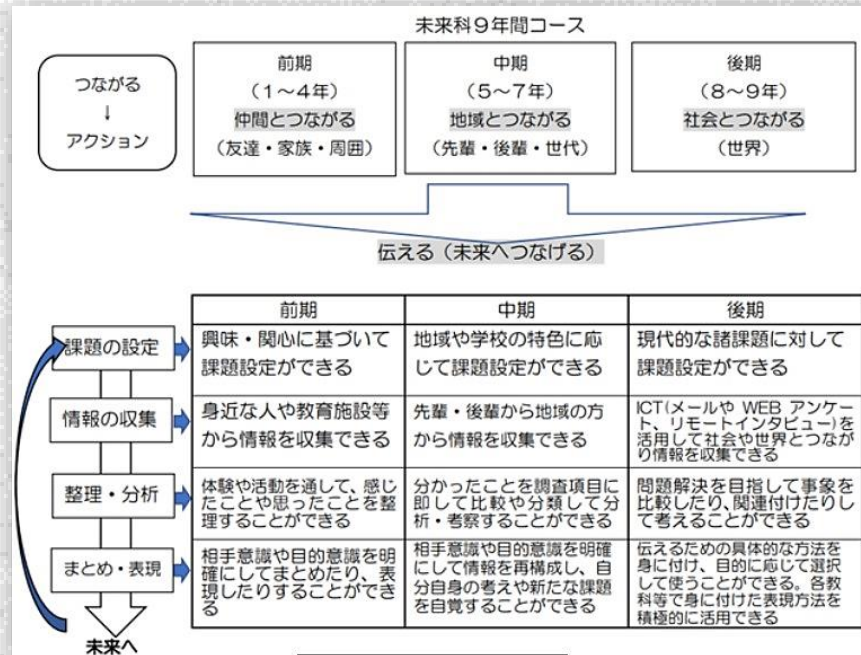 未来科９年間コース
つながる
↓
アクション
前期
（１～４年）
仲間とつながる
（友達・家族・周囲）
中期
（５～７年）
地域とつながる
（先輩・後輩・世代）
後期
（８～９年）
社会とつながる
（世界）
伝える（未来へつなげる）
前期
中期
後期
課題の設定
興味・関心に基づいて
課題設定ができる
地域や学校の特色に応
じて課題設定ができる
現代的な諸課題に対して
課題設定ができる
情報の収集
身近な人や教育施設等
から情報を収集できる
先輩・後輩から地域の方
から情報を収集できる
ICT(メールや WEB アンケー
ト、リモートインタビュー)を
活用して社会や世界とつなが
り情報を収集できる
整理・分析
体験や活動を通して、感じ
たことや思ったことを整
理することができる
分かったことを調査項目に
即して比較や分類して分
析・考察することができる
問題解決を目指して事象を
比較したり、関連付けたりし
て考えることができる
まとめ・表現
相手意識や目的意識を明
確にしてまとめたり、表
現したりすることができ
る
相手意識や目的意識を明確
にして情報を再構成し、自
分自身の考えや新たな課題
を自覚することができる
伝えるための具体的な方法を
身に付け、目的に応じて選択
して使うことができる。各教
科等で身に付けた表現方法を
積極的に活用できる
未来へ